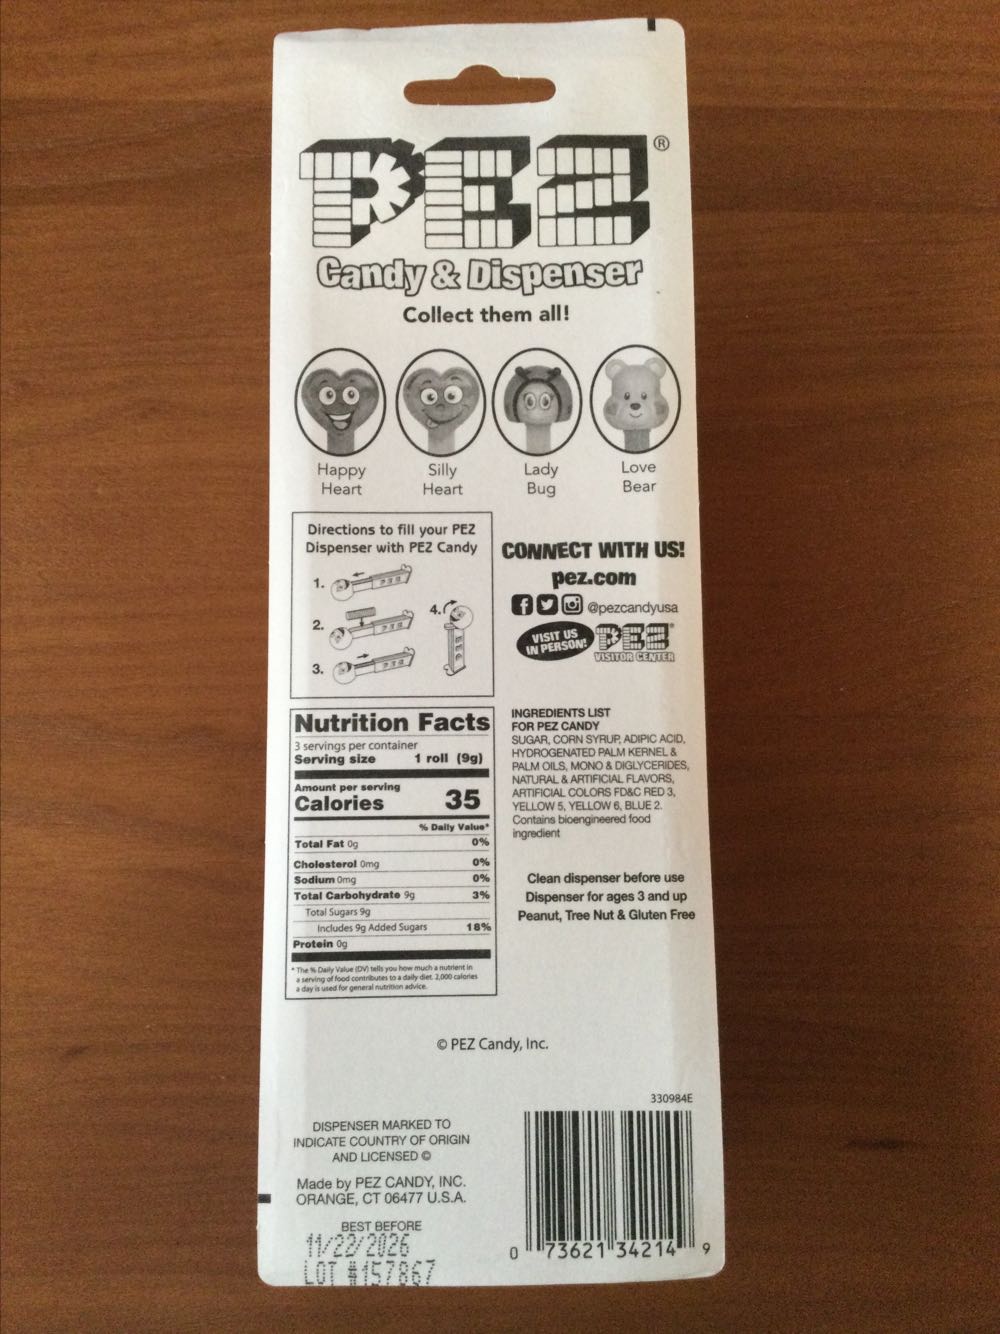 PEZ®
Candy & Dispenser
Collect them all!
Happy
Heart
Silly
Heart
Lady
Bug
Love
Bear
Directions to fill your PEZ
Dispenser with PEZ Candy
1.
2.
3.
4.
PEZ
PEZ
PEZ
PEZ
CONNECT WITH US!
pez.com
@pezcandyusa
VISIT US
IN PERSON!
PEZ
VISITOR CENTER
Nutrition Facts
3 servings per container
Serving size 1 roll (9g)
Amount per serving
Calories 35
% Daily Value*
Total Fat 0g 0%
Cholesterol 0mg 0%
Sodium 0mg 0%
Total Carbohydrate 9g 3%
Total Sugars 9g
Includes 9g Added Sugars 18%
Protein 0g
* The % Daily Value (DV) tells you how much a nutrient in
a serving of food contributes to a daily diet. 2,000 calories
a day is used for general nutrition advice.
INGREDIENTS LIST
FOR PEZ CANDY
SUGAR, CORN SYRUP, ADIPIC ACID,
HYDROGENATED PALM KERNEL &
PALM OILS, MONO & DIGLYCERIDES,
NATURAL & ARTIFICIAL FLAVORS,
ARTIFICIAL COLORS FD&C RED 3,
YELLOW 5, YELLOW 6, BLUE 2.
Contains bioengineered food
ingredient
Clean dispenser before use
Dispenser for ages 3 and up
Peanut, Tree Nut & Gluten Free
© PEZ Candy, Inc.
330984E
DISPENSER MARKED TO
INDICATE COUNTRY OF ORIGIN
AND LICENSED ©
Made by PEZ CANDY, INC.
ORANGE, CT 06477 U.S.A.
BEST BEFORE
11/22/2026
LOT #157867
0 73621 34214 9